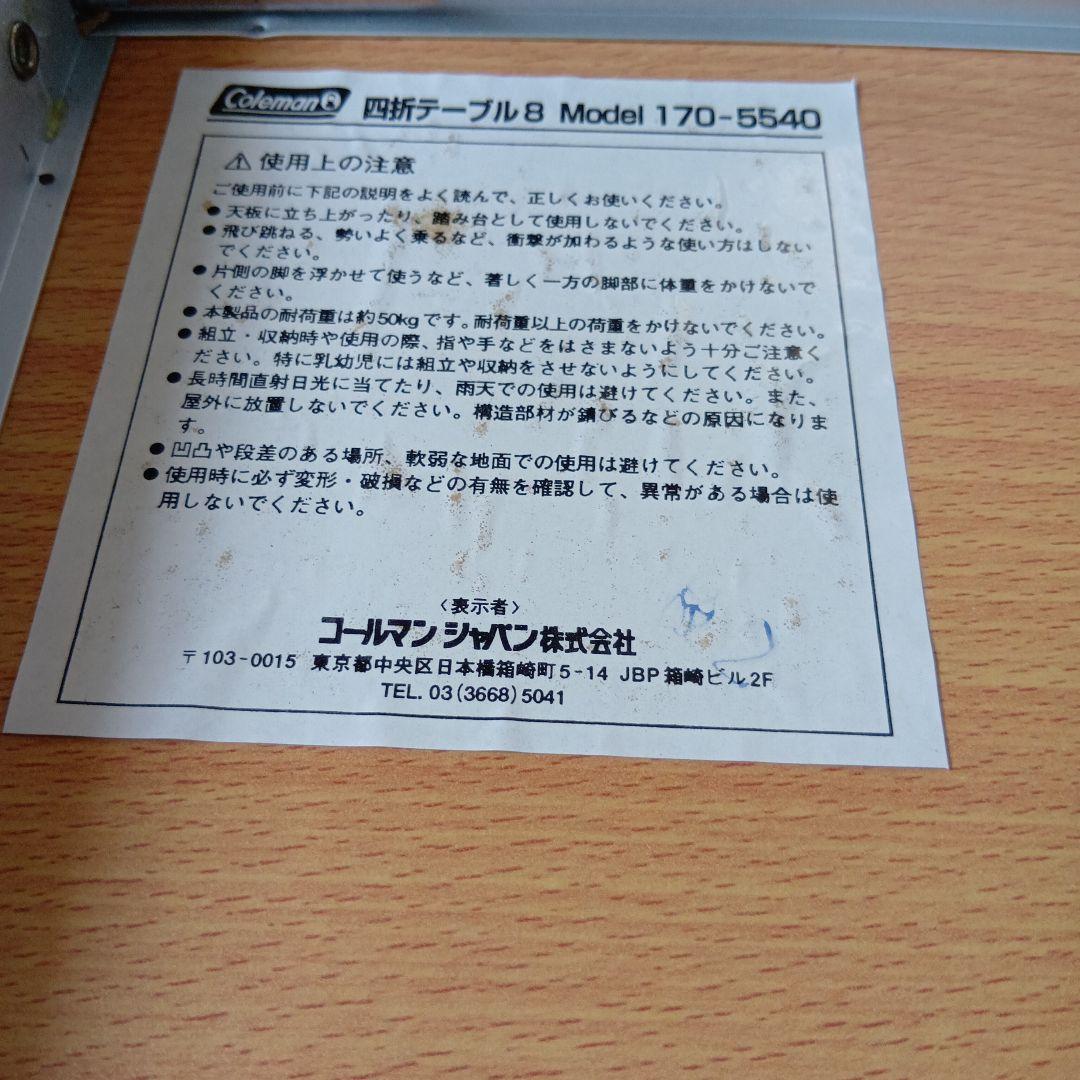 Coleman® 四折テーブル8 Model 170-5540
⚠ 使用上の注意
ご使用前に下記の説明をよく読んで、正しくお使いください。
● 天板に立ち上がったり、踏み台として使用しないでください。
● 飛び跳ねる、勢いよく乗るなど、衝撃が加わるような使い方はしない
でください。
● 片側の脚を浮かせて使うなど、著しく一方の脚部に体重をかけないで
ください。
● 本製品の耐荷重は約50kgです。耐荷重以上の荷重をかけないでください。
● 組立・収納時や使用の際、指や手などをはさまないよう十分ご注意く
ださい。特に乳幼児には組立や収納をさせないようにしてください。
● 長時間直射日光に当てたり、雨天での使用は避けてください。また、
屋外に放置しないでください。構造部材が錆びるなどの原因になりま
す。
● 凹凸や段差のある場所、軟弱な地面での使用は避けてください。
● 使用時に必ず変形・破損などの有無を確認して、異常がある場合は使
用しないでください。
〈表示者〉
コールマン ジャパン株式会社
〒103-0015 東京都中央区日本橋箱崎町5-14 JBP箱崎ビル2F
TEL. 03(3668)5041